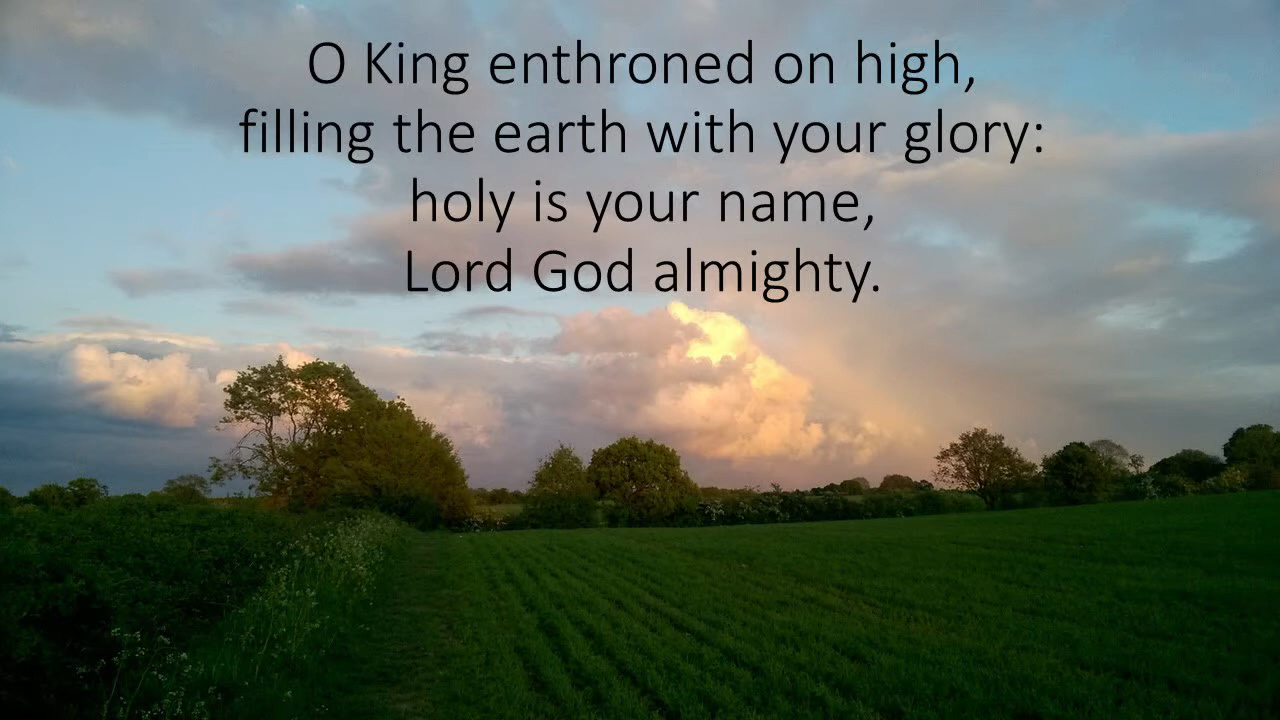 O King enthroned on high,
filling the earth with your glory:
holy is your name,
Lord God almighty.